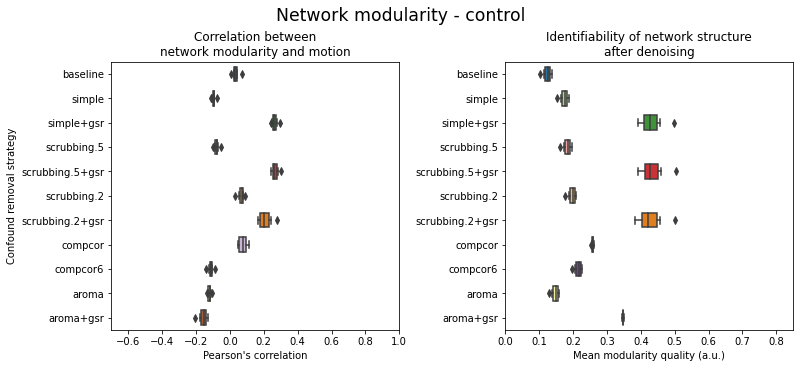 Network modularity - control
Correlation between
network modularity and motion
Confound removal strategy
baseline
simple
simple+gsr
scrubbing.5
scrubbing.5+gsr
scrubbing.2
scrubbing.2+gsr
compcor
compcor6
aroma
aroma+gsr
−0.6 −0.4 −0.2 0.0 0.2 0.4 0.6 0.8 1.0
Pearson's correlation
Identifiability of network structure
after denoising
baseline
simple
simple+gsr
scrubbing.5
scrubbing.5+gsr
scrubbing.2
scrubbing.2+gsr
compcor
compcor6
aroma
aroma+gsr
0.0 0.1 0.2 0.3 0.4 0.5 0.6 0.7 0.8
Mean modularity quality (a.u.)